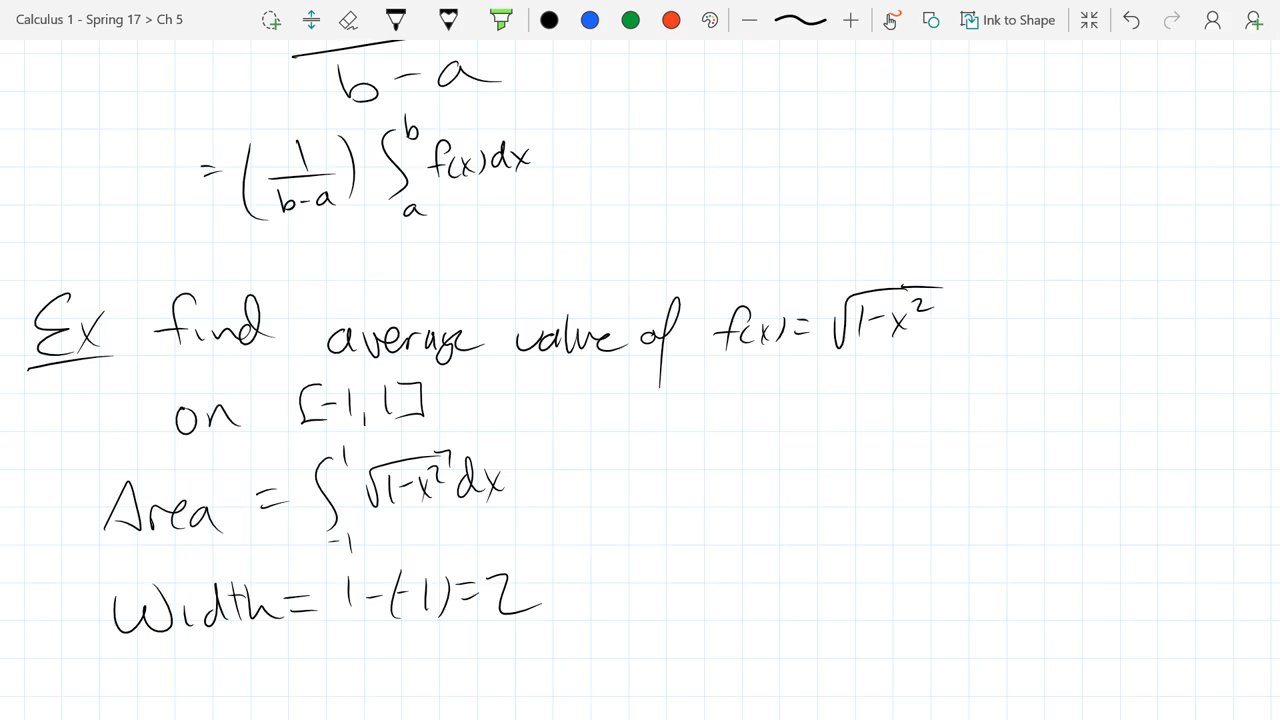 Calculus 1 - Spring 17 > Ch 5
Ink to Shape
b - a
= (1/(b-a)) ∫_a^b f(x)dx
Ex find average value of f(x) = √(1-x²)
on [-1, 1]
Area = ∫_{-1}^1 √(1-x²) dx
Width = 1 - (-1) = 2